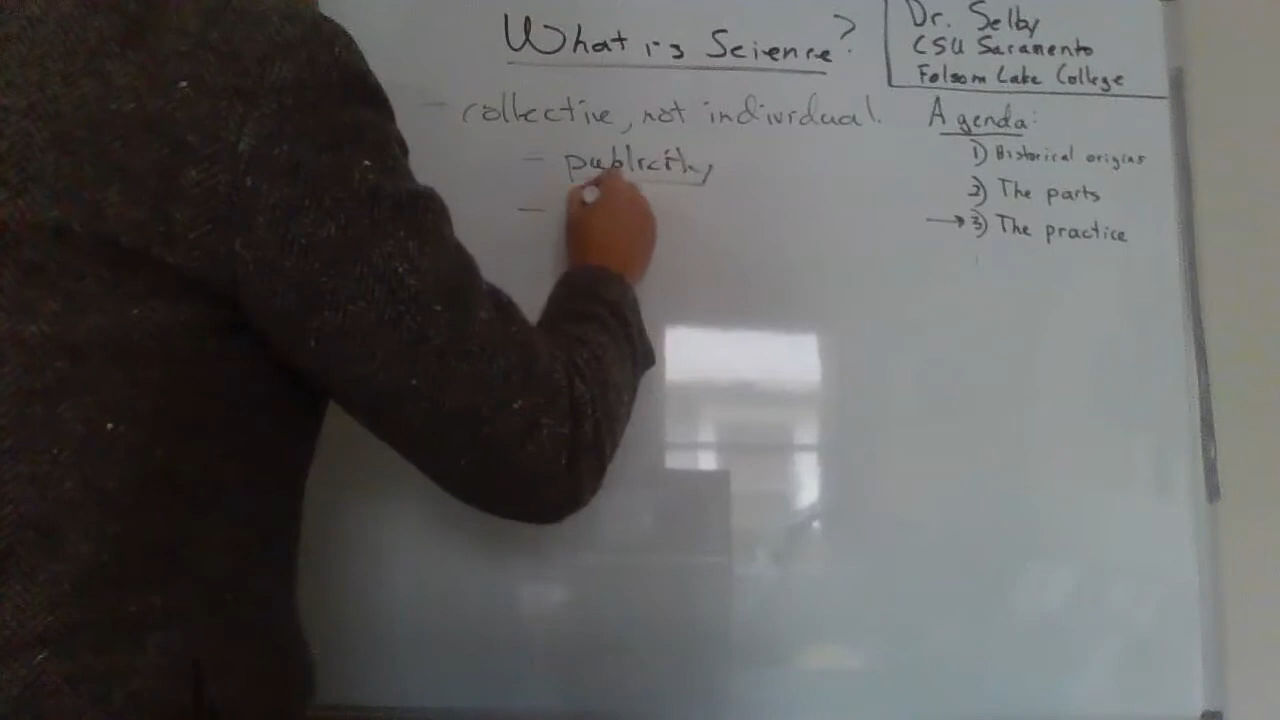 What is Science?
Dr. Selby
CSU Saramento
Folsom Lake College
- collective, not individual.
- publicity
-
Agenda:
1) Historical origins
2) The parts
→ 3) The practice